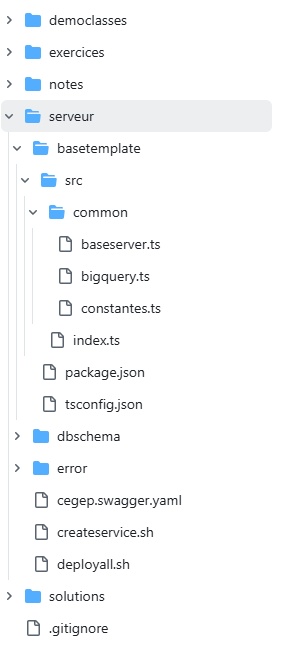 democlasses
exercices
notes
serveur
basetemplate
src
common
baseserver.ts
bigquery.ts
constantes.ts
index.ts
package.json
tsconfig.json
dbschema
error
cegep.swagger.yaml
createservice.sh
deployall.sh
solutions
.gitignore